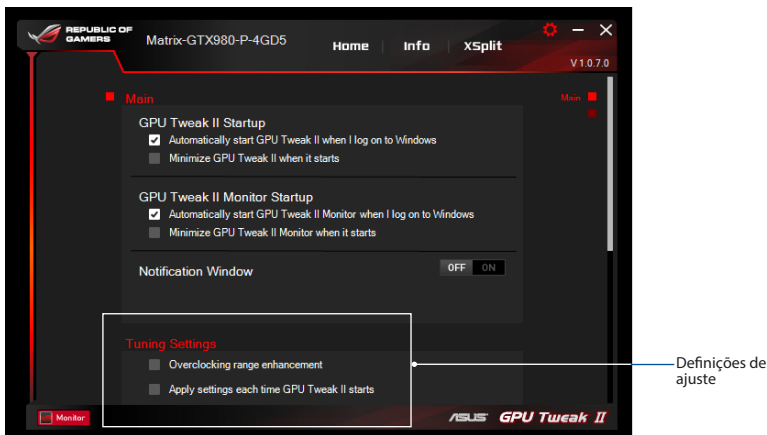 REPUBLIC OF
GAMERS
Matrix-GTX980-P-4GD5
Home
Info
XSplit
V 1.0.7.0
Main
Main
GPU Tweak II Startup
Automatically start GPU Tweak II when I log on to Windows
Minimize GPU Tweak II when it starts
GPU Tweak II Monitor Startup
Automatically start GPU Tweak II Monitor when I log on to Windows
Minimize GPU Tweak II Monitor when it starts
Notification Window
OFF ON
Tuning Settings
Overclocking range enhancement
Apply settings each time GPU Tweak II starts
Definições de
ajuste
Monitor
ASUS GPU Tweak II